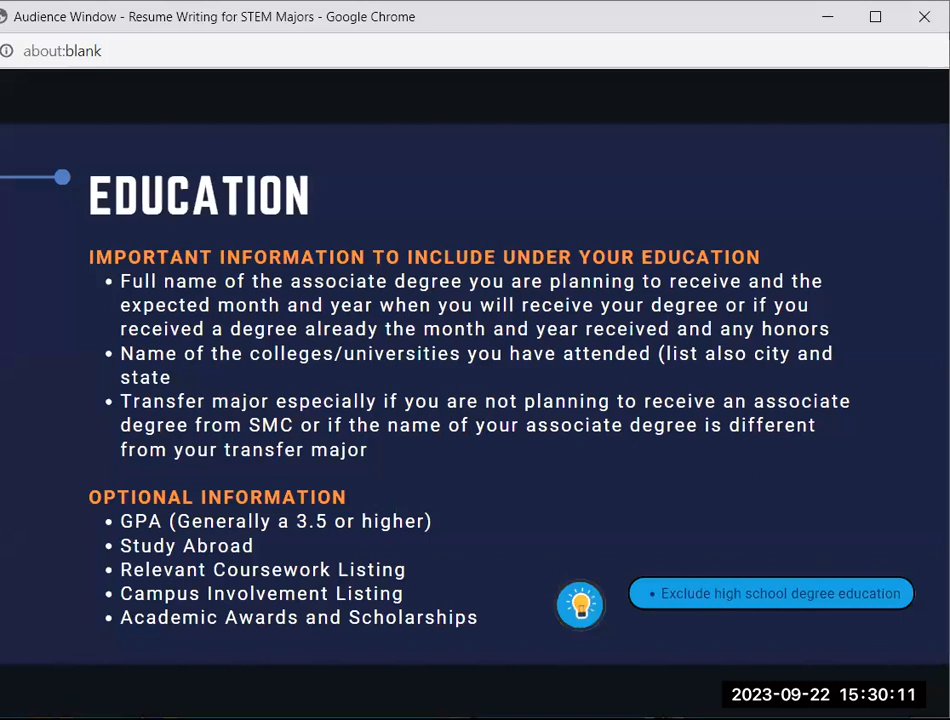 Audience Window - Resume Writing for STEM Majors - Google Chrome
about:blank
EDUCATION
IMPORTANT INFORMATION TO INCLUDE UNDER YOUR EDUCATION
• Full name of the associate degree you are planning to receive and the
expected month and year when you will receive your degree or if you
received a degree already the month and year received and any honors
• Name of the colleges/universities you have attended (list also city and
state
• Transfer major especially if you are not planning to receive an associate
degree from SMC or if the name of your associate degree is different
from your transfer major
OPTIONAL INFORMATION
• GPA (Generally a 3.5 or higher)
• Study Abroad
• Relevant Coursework Listing
• Campus Involvement Listing
• Academic Awards and Scholarships
• Exclude high school degree education
2023-09-22 15:30:11